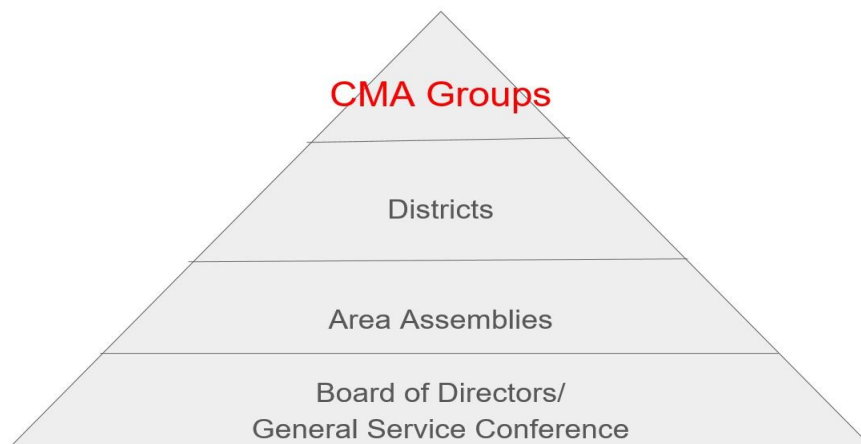 CMA Groups
Districts
Area Assemblies
Board of Directors/
General Service Conference